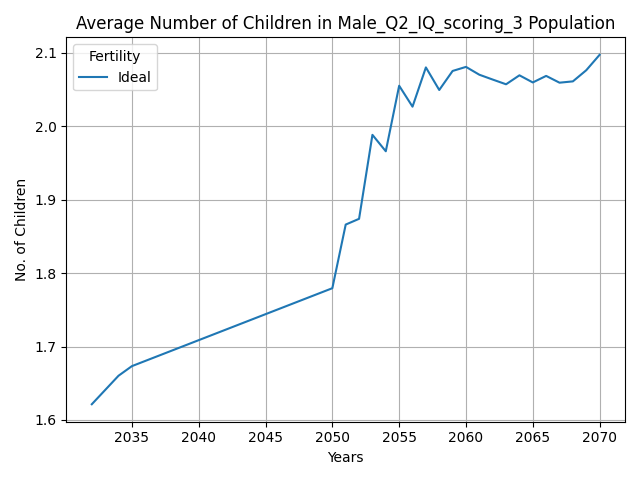 Average Number of Children in Male_Q2_IQ_scoring_3 Population
Fertility
Ideal
No. of Children
2.1
2.0
1.9
1.8
1.7
1.6
2035 2040 2045 2050 2055 2060 2065 2070
Years